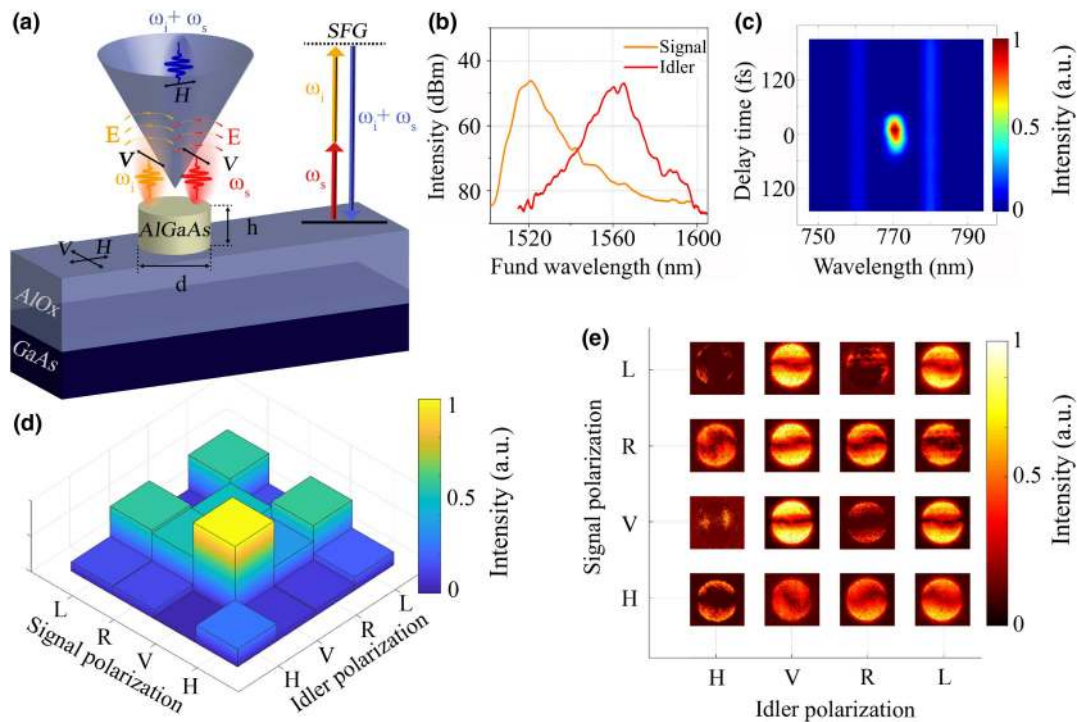 (a)
ωi + ωs
SFG
H
ωi
ωi + ωs
E
E
V
V
ωi
ωs
ωs
AlGaAs
h
V
H
d
AlOx
GaAs
(b)
Signal
Idler
40
60
80
Intensity (dBm)
1520
1560
1600
Fund wavelength (nm)
(c)
120
0
120
Delay time (fs)
750
770
790
Wavelength (nm)
1
0.5
0
Intensity (a.u.)
(d)
1
0.5
0
Intensity (a.u.)
L
R
V
H
Signal polarization
H
V
R
L
Idler polarization
(e)
L
R
V
H
Signal polarization
H
V
R
L
Idler polarization
1
0.5
0
Intensity (a.u.)